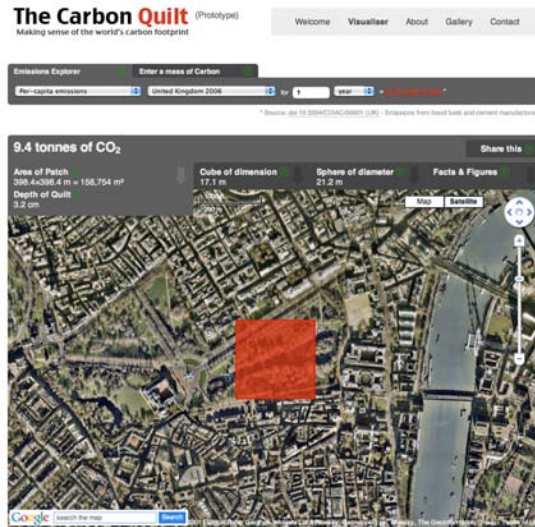 The Carbon Quilt (Prototype)
Making sense of the world's carbon footprint
Welcome Visualiser About Gallery Contact
Emissions Explorer Enter a mass of Carbon
Per-capita emissions United Kingdom 2006 for 1 year =
9.4 tonnes of CO₂ Share this
Area of Patch Cube of dimension Sphere of diameter Facts & Figures
398.4x398.4 m = 158,754 m² 17.1 m 21.2 m
Depth of Quilt
3.2 cm
Map Satellite
Google search the map Search